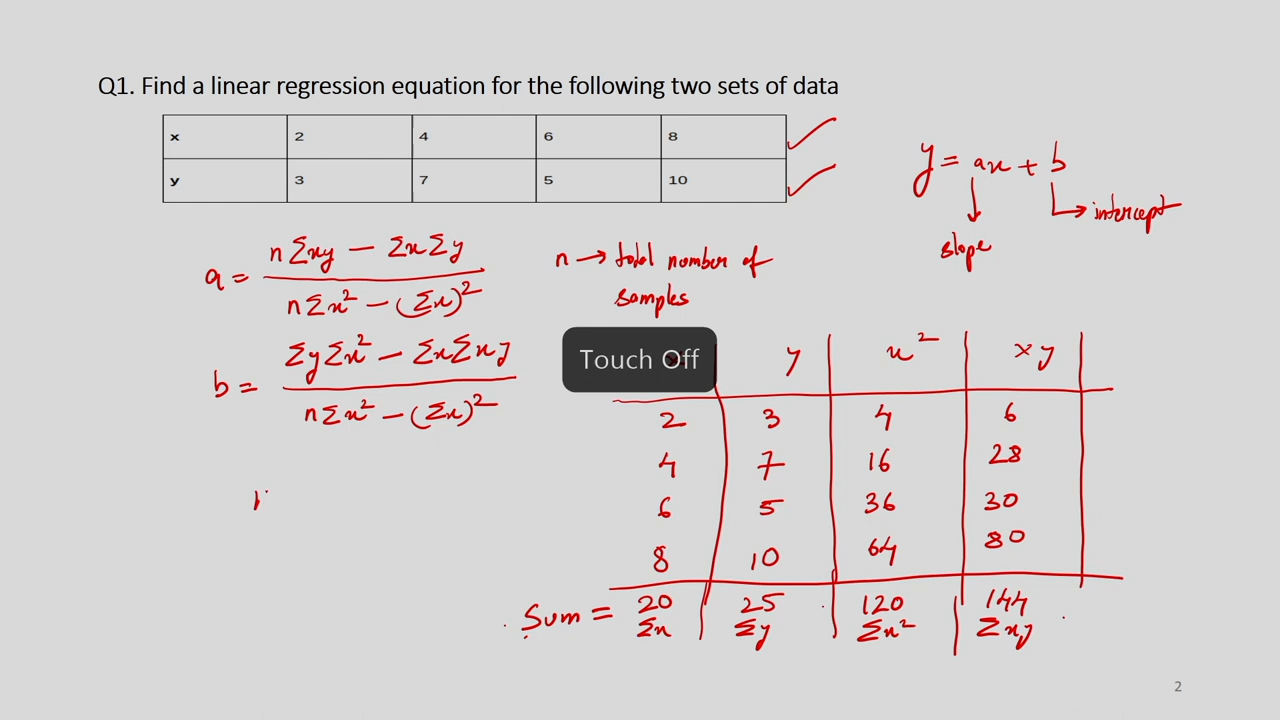 Q1. Find a linear regression equation for the following two sets of data
x 2 4 6 8
y 3 7 5 10
y = ax + b
slope
intercept
a = nΣxy − ΣxΣy
nΣx² − (Σx)²
n → total number of
samples
b = ΣyΣx² − ΣxΣxy
nΣx² − (Σx)²
Touch Off
y x² xy
2 3 4 6
4 7 16 28
6 5 36 30
8 10 64 80
Sum = 20 25 120 144
Σx Σy Σx² Σxy
2